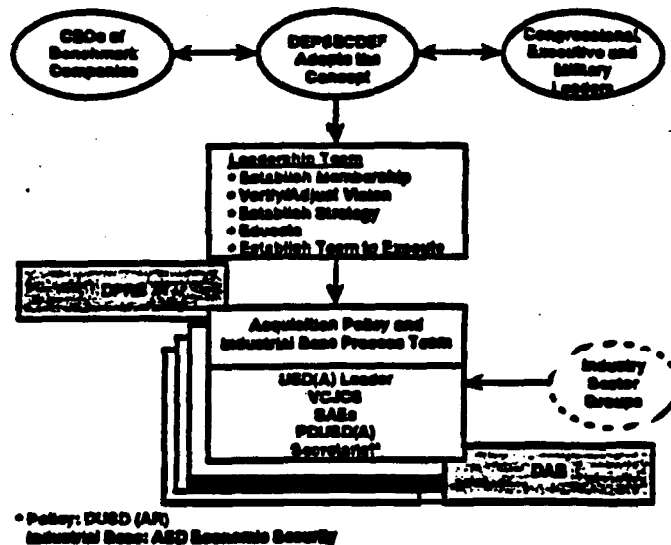 CEOs of
Benchmark
Companies
DEPSECDEF
Adopts the
Concept
Congressional,
Executive and
Military
Leaders
Leadership Team
• Establish Membership
• Verify/Adjust Vision
• Establish Strategy
• Educate
• Establish Team to Execute
Acquisition Policy and
Industrial Base Process Team
USD(A) Leader
VCJCS
SAEs
PDUSD(A)
Secretariat*
Industry
Sector
Groups
DAB
* Policy: DUSD (AR)
Industrial Base: ASD Economic Security